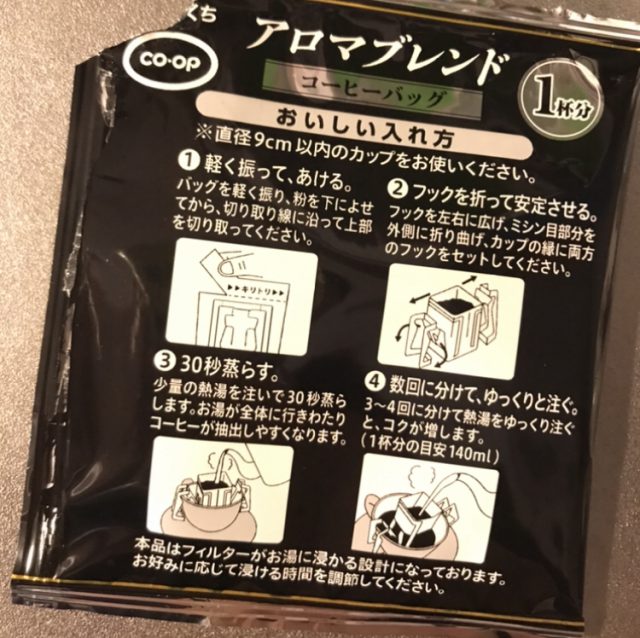 くち
アロマブレンド
CO·OP
コーヒーバッグ
1杯分
おいしい入れ方
※直径9cm以内のカップをお使いください。
1 軽く振って、あける。
バッグを軽く振り、粉を下によせ
てから、切り取り線に沿って上部
を切り取ってください。
▶▶キリトリ▶▶
2 フックを折って安定させる。
フックを左右に広げ、ミシン目部分を
外側に折り曲げ、カップの縁に両方
のフックをセットしてください。
3 30秒蒸らす。
少量の熱湯を注いで30秒蒸ら
します。お湯が全体に行きわたり
コーヒーが抽出しやすくなります。
4 数回に分けて、ゆっくりと注ぐ。
3〜4回に分けて熱湯をゆっくり注ぐ
と、コクが増します。
(1杯分の目安140ml)
本品はフィルターがお湯に浸かる設計になっております。
お好みに応じて浸ける時間を調節してください。